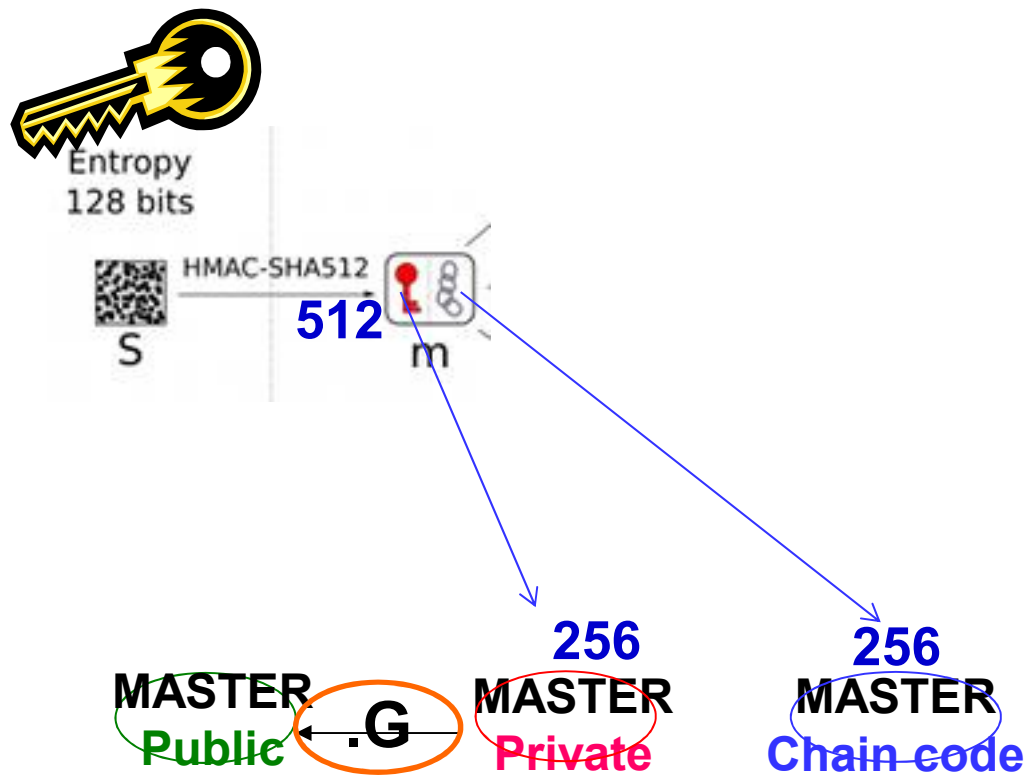 Entropy
128 bits
HMAC-SHA512
512
S
m
256
256
MASTER
Public
.G
MASTER
Private
MASTER
Chain code